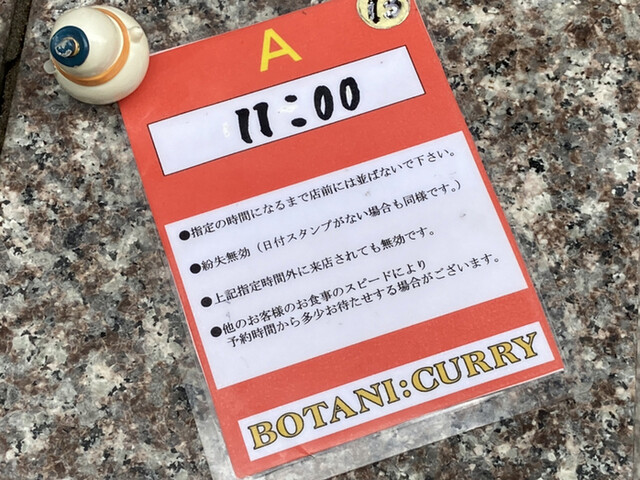 13
A
11:00
●指定の時間になるまで店前には並ばないで下さい。
●紛失無効（日付スタンプがない場合も同様です。）
●上記指定時間外に来店されても無効です。
●他のお客様のお食事のスピードにより
予約時間から多少お待たせする場合がございます。
BOTANI:CURRY